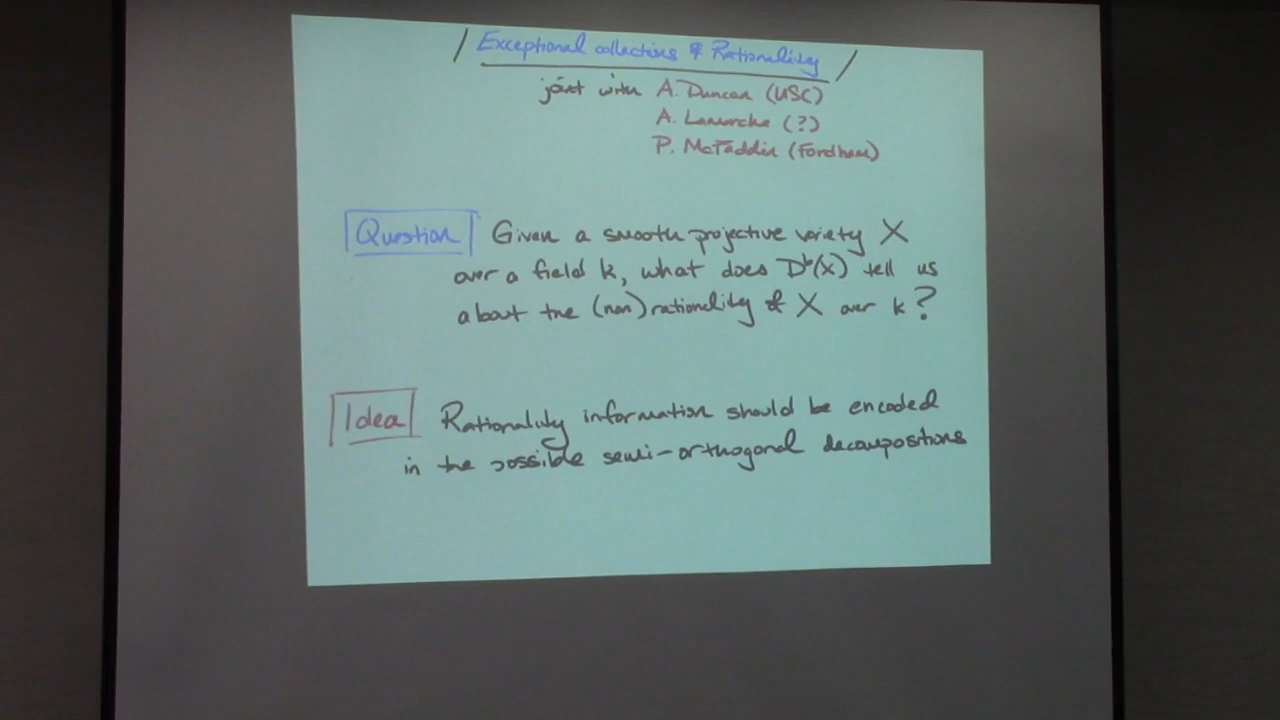 Exceptional collections & Rationality
joint with A. Duncan (USC)
A. Lamarche (?)
P. McFaddin (Fordham)
Question Given a smooth projective variety X
over a field k, what does Dᵇ(X) tell us
about the (non)rationality of X over k?
Idea Rationality information should be encoded
in the possible semi-orthogonal decompositions